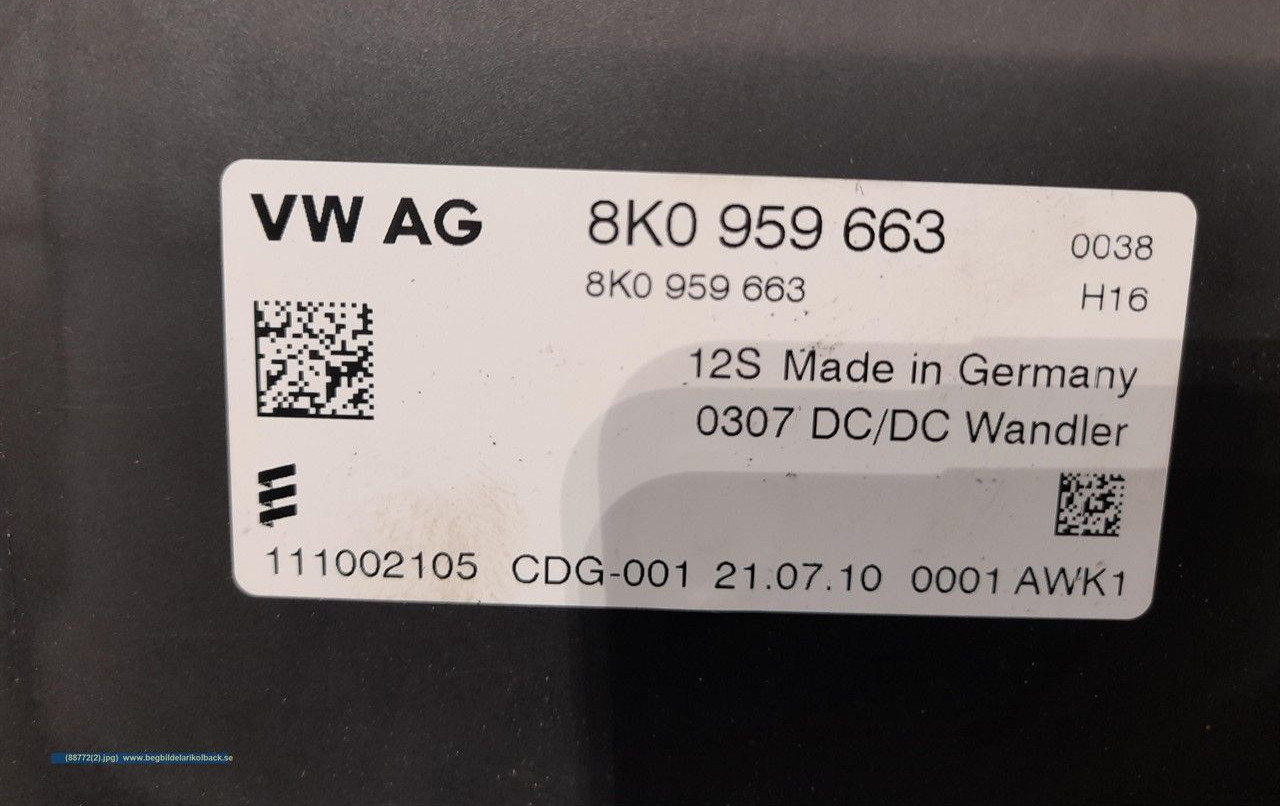 VW AG
8K0 959 663
0038
8K0 959 663
H16
12S Made in Germany
0307 DC/DC Wandler
111002105 CDG-001 21.07.10 0001 AWK1
(88772(2).jpg) www.begbildelarikolback.se